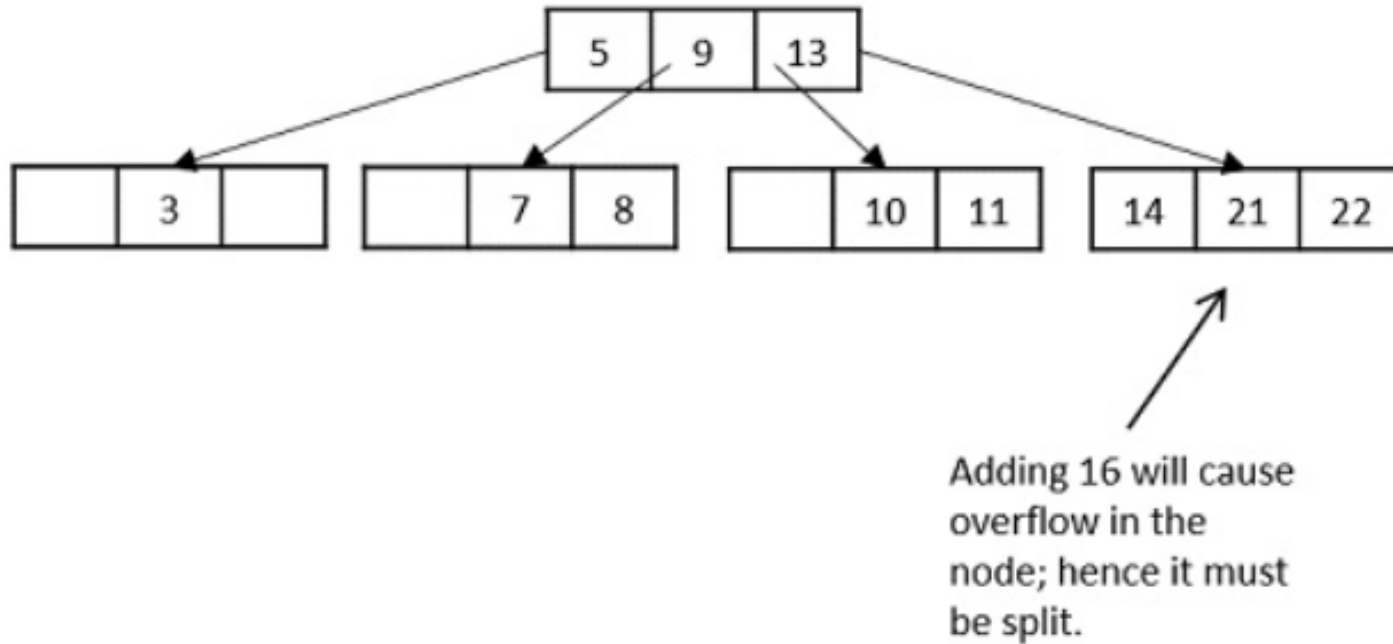 5 9 13
3
7 8
10 11
14 21 22
Adding 16 will cause
overflow in the
node; hence it must
be split.